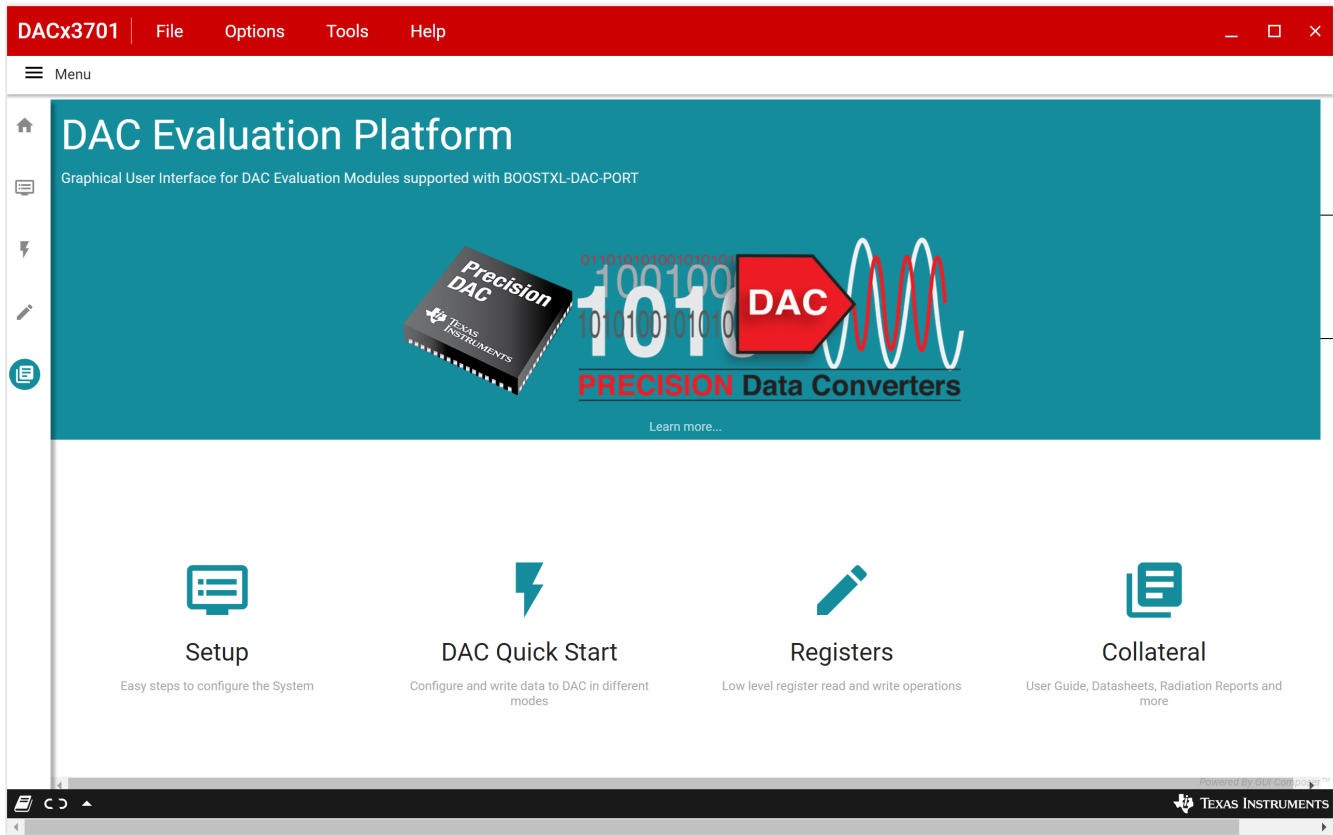 DACx3701 File Options Tools Help
Menu
DAC Evaluation Platform
Graphical User Interface for DAC Evaluation Modules supported with BOOSTXL-DAC-PORT
Precision
DAC
TEXAS
INSTRUMENTS
DAC
PRECISION Data Converters
Learn more...
Setup
Easy steps to configure the System
DAC Quick Start
Configure and write data to DAC in different
modes
Registers
Low level register read and write operations
Collateral
User Guide, Datasheets, Radiation Reports and
more
Powered By GUI Composer™
TEXAS INSTRUMENTS